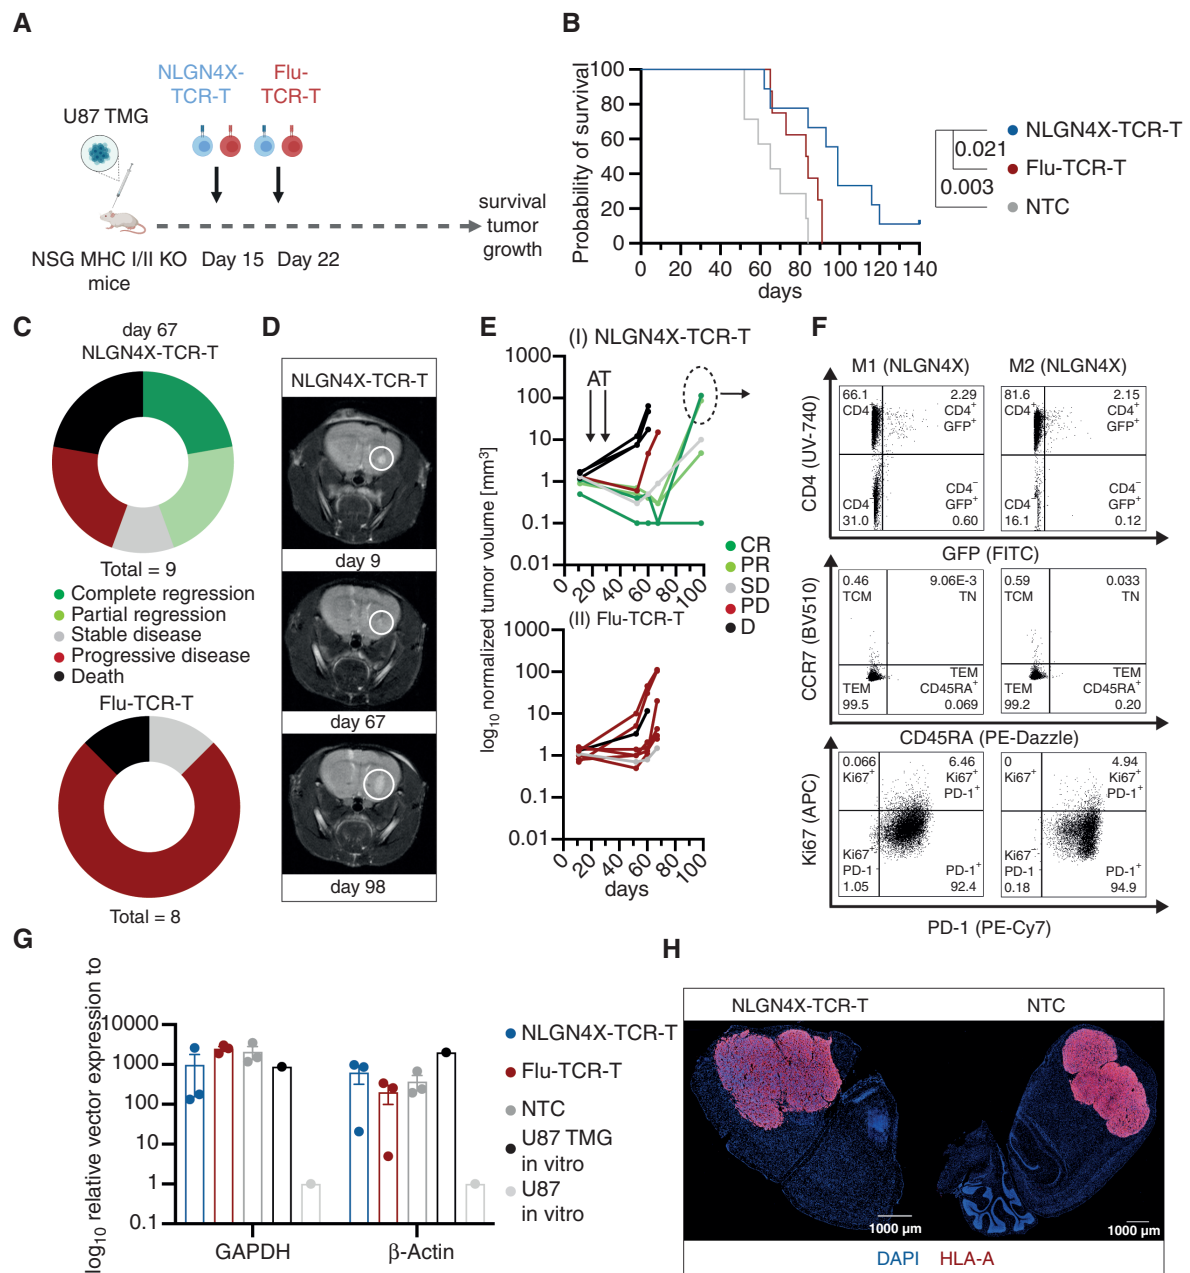 A
NLGN4X-
TCR-T
Flu-
TCR-T
U87 TMG
survival
tumor
growth
NSG MHC I/II KO
mice
Day 15
Day 22
B
Probability of survival
100
80
60
40
20
0
0 20 40 60 80 100 120 140
days
NLGN4X-TCR-T
0.021
Flu-TCR-T
0.003
NTC
C
day 67
NLGN4X-TCR-T
Total = 9
Complete regression
Partial regression
Stable disease
Progressive disease
Death
Flu-TCR-T
Total = 8
D
NLGN4X-TCR-T
day 9
day 67
day 98
E
(I) NLGN4X-TCR-T
log₁₀ normalized tumor volume [mm³]
1000
100
10
1
0.1
0.01
AT
0 20 40 60 80 100
CR
PR
SD
PD
D
(II) Flu-TCR-T
1000
100
10
1
0.1
0.01
0 20 40 60 80 100
days
F
M1 (NLGN4X)
M2 (NLGN4X)
CD4 (UV-740)
66.1 2.29
CD4⁺ CD4⁺
GFP⁺
CD4⁻
CD4⁻ GFP⁺
31.0 0.60
81.6 2.15
CD4⁺ CD4⁺
GFP⁺
CD4⁻
CD4⁻ GFP⁺
16.1 0.12
GFP (FITC)
CCR7 (BV510)
0.46 9.06E-3
TCM TN
TEM
TEM CD45RA⁺
99.5 0.069
0.59 0.033
TCM TN
TEM
TEM CD45RA⁺
99.2 0.20
CD45RA (PE-Dazzle)
Ki67 (APC)
0.066 6.46
Ki67⁺ Ki67⁺
PD-1⁺
Ki67⁻
PD-1⁻ PD-1⁺
1.05 92.4
0 4.94
Ki67⁺ Ki67⁺
PD-1⁺
Ki67⁻
PD-1 PD-1⁺
0.18 94.9
PD-1 (PE-Cy7)
G
log₁₀ relative vector expression to
10000
1000
100
10
1
0.1
GAPDH
β-Actin
NLGN4X-TCR-T
Flu-TCR-T
NTC
U87 TMG
in vitro
U87
in vitro
H
NLGN4X-TCR-T
NTC
1000 µm
1000 µm
DAPI HLA-A